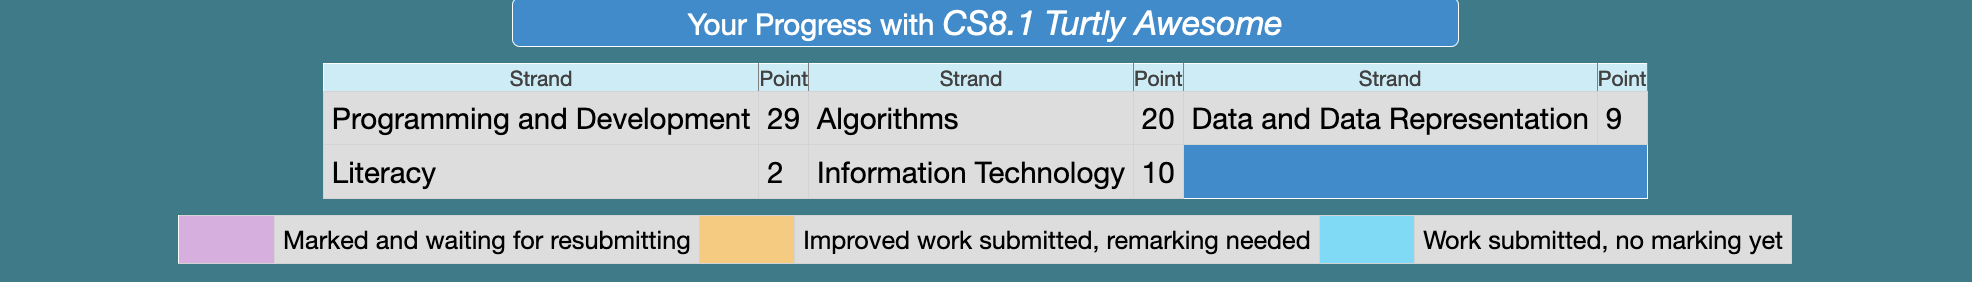 Your Progress with CS8.1 Turtly Awesome
Strand Point Strand Point Strand Point
Programming and Development 29 Algorithms 20 Data and Data Representation 9
Literacy 2 Information Technology 10
Marked and waiting for resubmitting Improved work submitted, remarking needed Work submitted, no marking yet